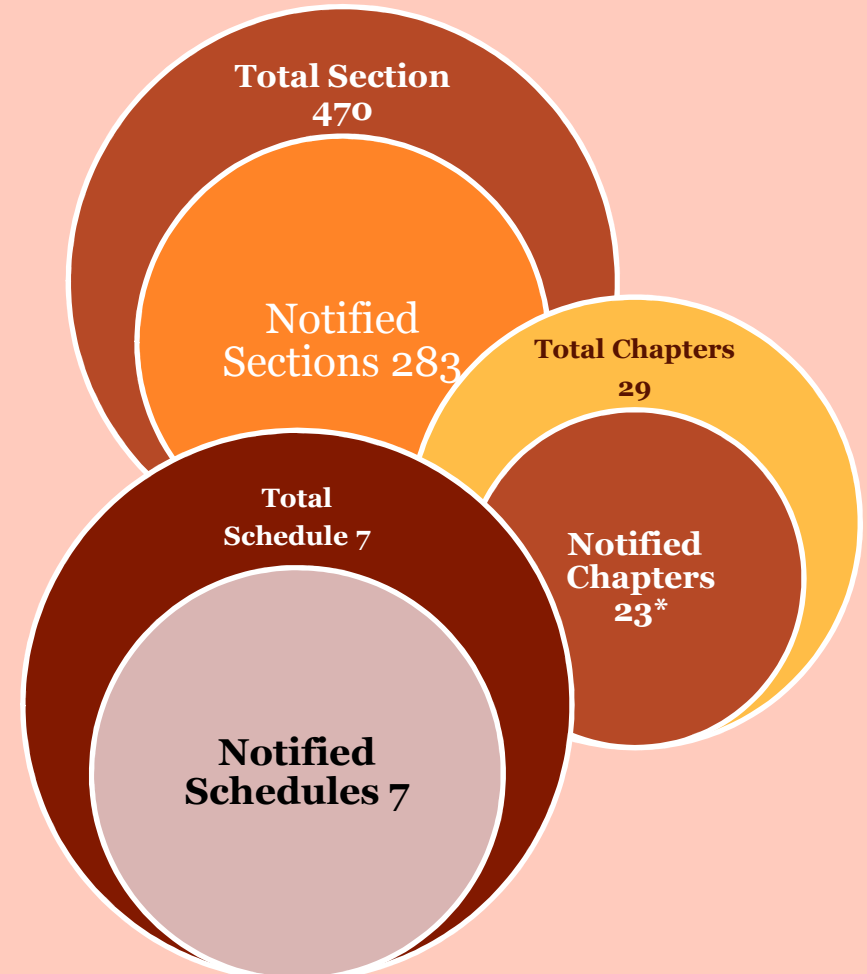 Total Section
470
Notified
Sections 283
Total Chapters
29
Total
Schedule 7
Notified
Chapters
23*
Notified
Schedules 7